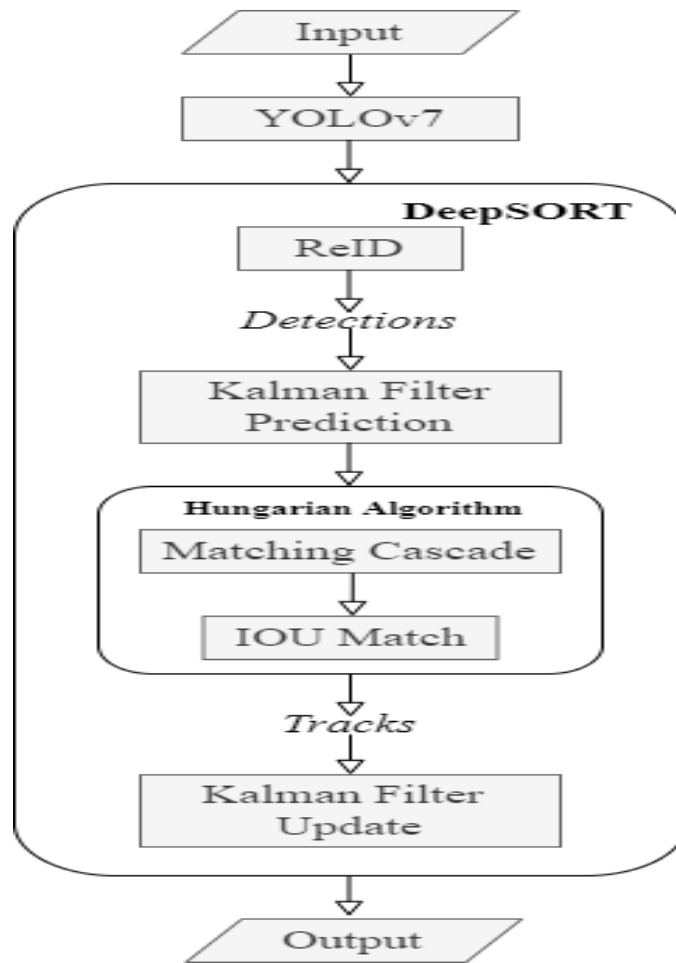 Input
YOLOv7
DeepSORT
ReID
Detections
Kalman Filter
Prediction
Hungarian Algorithm
Matching Cascade
IOU Match
Tracks
Kalman Filter
Update
Output